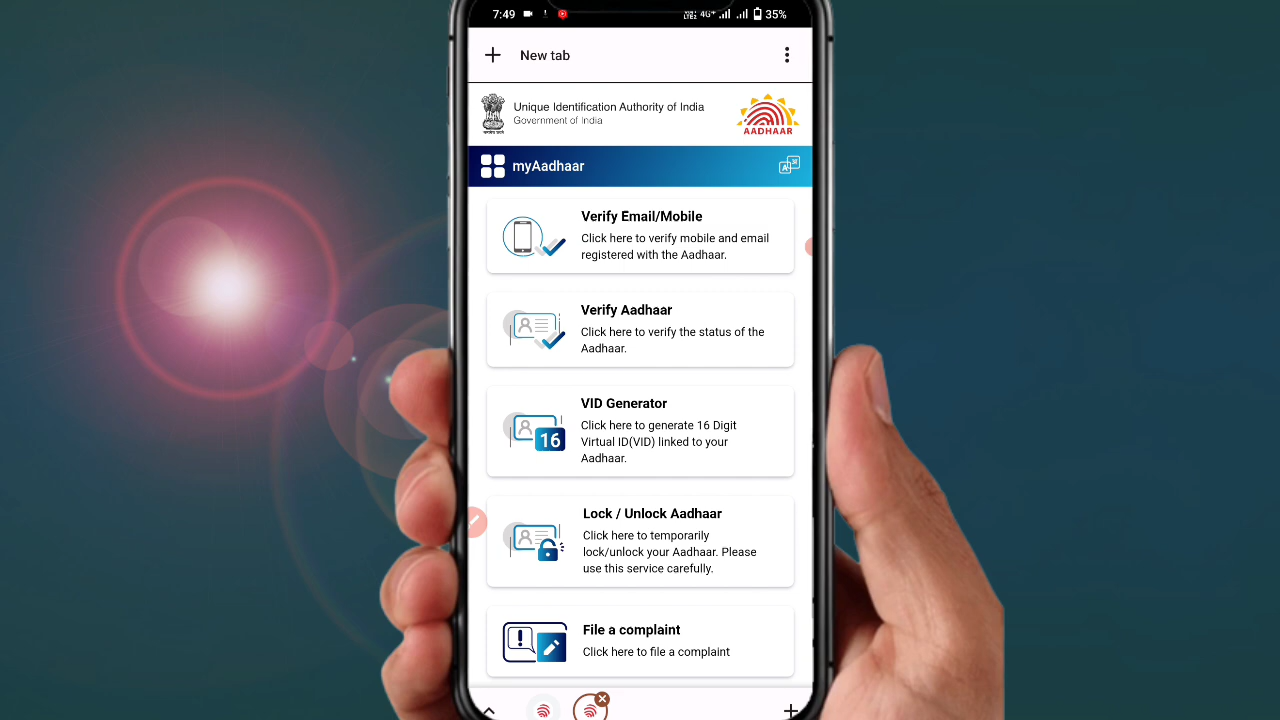 7:49
4G+
35%
New tab
Unique Identification Authority of India
Government of India
AADHAAR
myAadhaar
A
Verify Email/Mobile
Click here to verify mobile and email
registered with the Aadhaar.
Verify Aadhaar
Click here to verify the status of the
Aadhaar.
VID Generator
Click here to generate 16 Digit
Virtual ID(VID) linked to your
Aadhaar.
16
Lock / Unlock Aadhaar
Click here to temporarily
lock/unlock your Aadhaar. Please
use this service carefully.
File a complaint
Click here to file a complaint